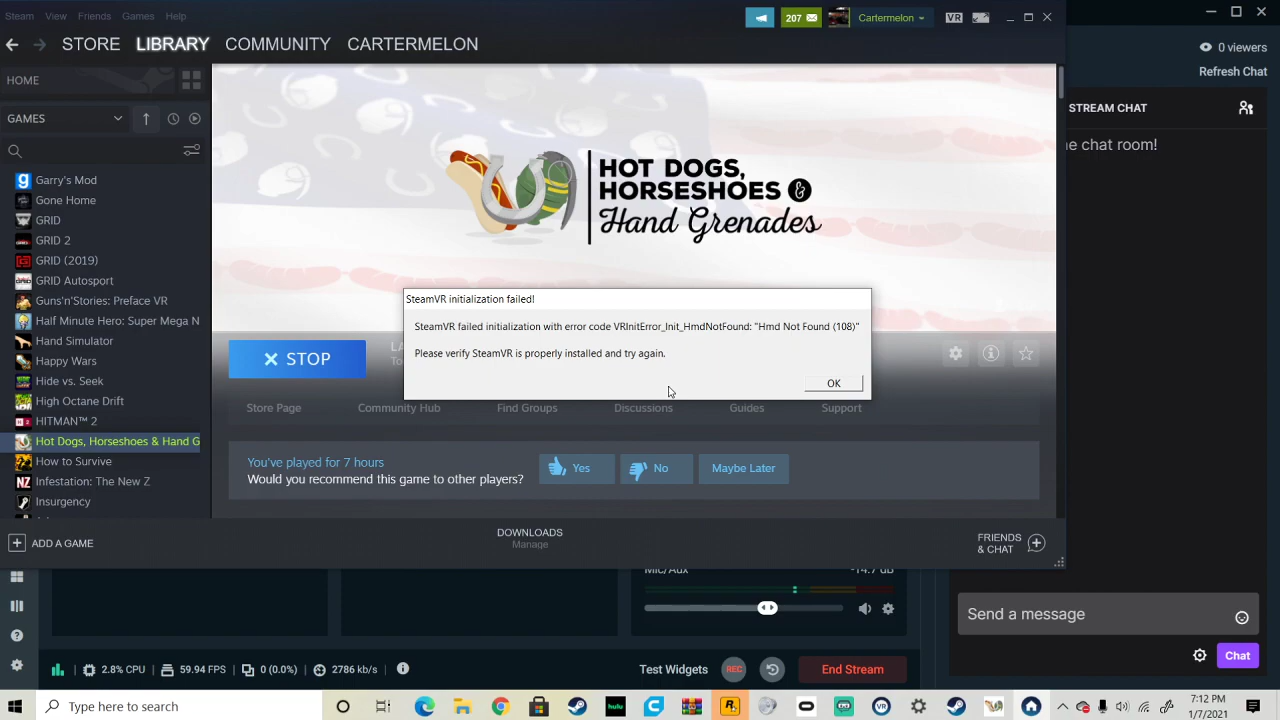 Steam View Friends Games Help
207 Cartermelon VR
STORE LIBRARY COMMUNITY CARTERMELON
0 viewers
Refresh Chat
HOME
GAMES
STREAM CHAT
e chat room!
Garry's Mod
Gone Home
GRID
GRID 2
GRID (2019)
GRID Autosport
Guns'n'Stories: Preface VR
Half Minute Hero: Super Mega N
Hand Simulator
Happy Wars
Hide vs. Seek
High Octane Drift
HITMAN™ 2
Hot Dogs, Horseshoes & Hand G
How to Survive
Infestation: The New Z
Insurgency
HOT DOGS,
HORSESHOES &
Hand Grenades
SteamVR initialization failed!
SteamVR failed initialization with error code VRInitError_Init_HmdNotFound: "Hmd Not Found (108)"
Please verify SteamVR is properly installed and try again.
OK
STOP
Store Page Community Hub Find Groups Discussions Guides Support
You've played for 7 hours
Would you recommend this game to other players?
Yes No Maybe Later
ADD A GAME
DOWNLOADS
Manage
FRIENDS
& CHAT
Mic/Aux -14.7 dB
Send a message
Chat
2.8% CPU 59.94 FPS 0 (0.0%) 2786 kb/s
Test Widgets REC End Stream
Type here to search
hulu
7:12 PM
1/7/2021